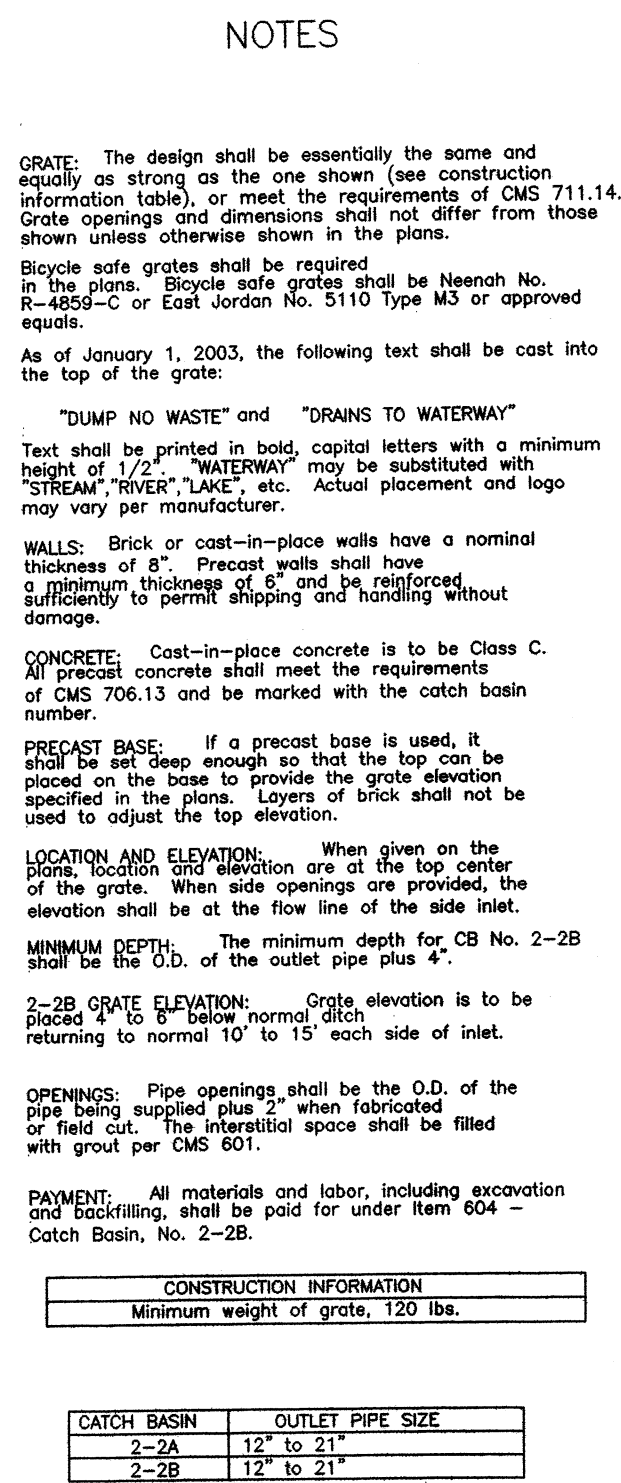 NOTES
GRATE: The design shall be essentially the same and
equally as strong as the one shown (see construction
information table), or meet the requirements of CMS 711.14.
Grate openings and dimensions shall not differ from those
shown unless otherwise shown in the plans.
Bicycle safe grates shall be required
in the plans. Bicycle safe grates shall be Neenah No.
R-4859-C or East Jordan No. 5110 Type M3 or approved
equals.
As of January 1, 2003, the following text shall be cast into
the top of the grate:
"DUMP NO WASTE" and "DRAINS TO WATERWAY"
Text shall be printed in bold, capital letters with a minimum
height of 1/2". "WATERWAY" may be substituted with
"STREAM","RIVER","LAKE", etc. Actual placement and logo
may vary per manufacturer.
WALLS: Brick or cast-in-place walls have a nominal
thickness of 8". Precast walls shall have
a minimum thickness of 6" and be reinforced
sufficiently to permit shipping and handling without
damage.
CONCRETE: Cast-in-place concrete is to be Class C.
All precast concrete shall meet the requirements
of CMS 706.13 and be marked with the catch basin
number.
PRECAST BASE: If a precast base is used, it
shall be set deep enough so that the top can be
placed on the base to provide the grate elevation
specified in the plans. Layers of brick shall not be
used to adjust the top elevation.
LOCATION AND ELEVATION: When given on the
plans, location and elevation are at the top center
of the grate. When side openings are provided, the
elevation shall be at the flow line of the side inlet.
MINIMUM DEPTH: The minimum depth for CB No. 2-2B
shall be the O.D. of the outlet pipe plus 4".
2-2B GRATE ELEVATION: Grate elevation is to be
placed 4" to 6" below normal ditch
returning to normal 10' to 15' each side of inlet.
OPENINGS: Pipe openings shall be the O.D. of the
pipe being supplied plus 2" when fabricated
or field cut. The interstitial space shall be filled
with grout per CMS 601.
PAYMENT: All materials and labor, including excavation
and backfilling, shall be paid for under Item 604 -
Catch Basin, No. 2-2B.
CONSTRUCTION INFORMATION
Minimum weight of grate, 120 lbs.
CATCH BASIN OUTLET PIPE SIZE
2-2A 12" to 21"
2-2B 12" to 21"